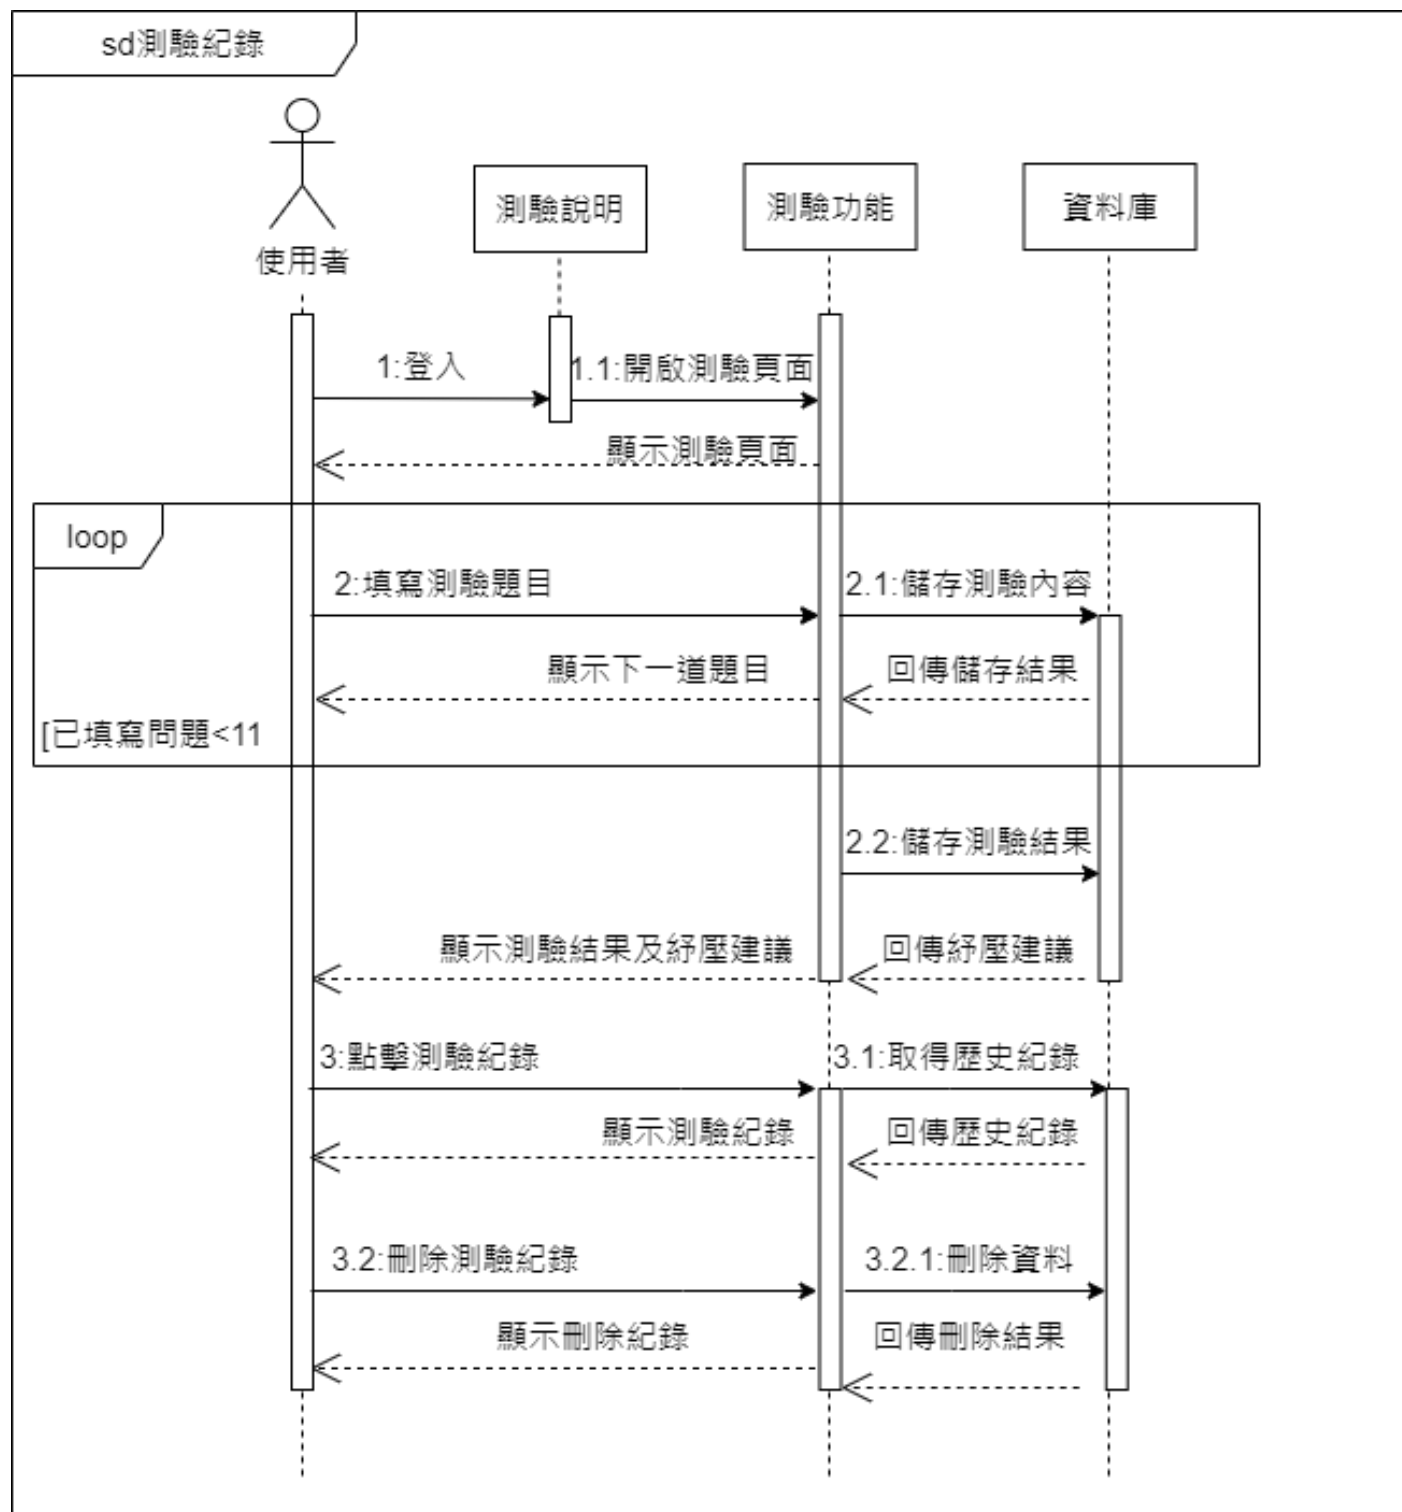 sd測驗紀錄
使用者
測驗說明
測驗功能
資料庫
1:登入
1.1:開啟測驗頁面
顯示測驗頁面
loop
2:填寫測驗題目
2.1:儲存測驗內容
顯示下一道題目
回傳儲存結果
[已填寫問題<11
2.2:儲存測驗結果
顯示測驗結果及紓壓建議
回傳紓壓建議
3:點擊測驗紀錄
3.1:取得歷史紀錄
顯示測驗紀錄
回傳歷史紀錄
3.2:刪除測驗紀錄
3.2.1:刪除資料
顯示刪除紀錄
回傳刪除結果